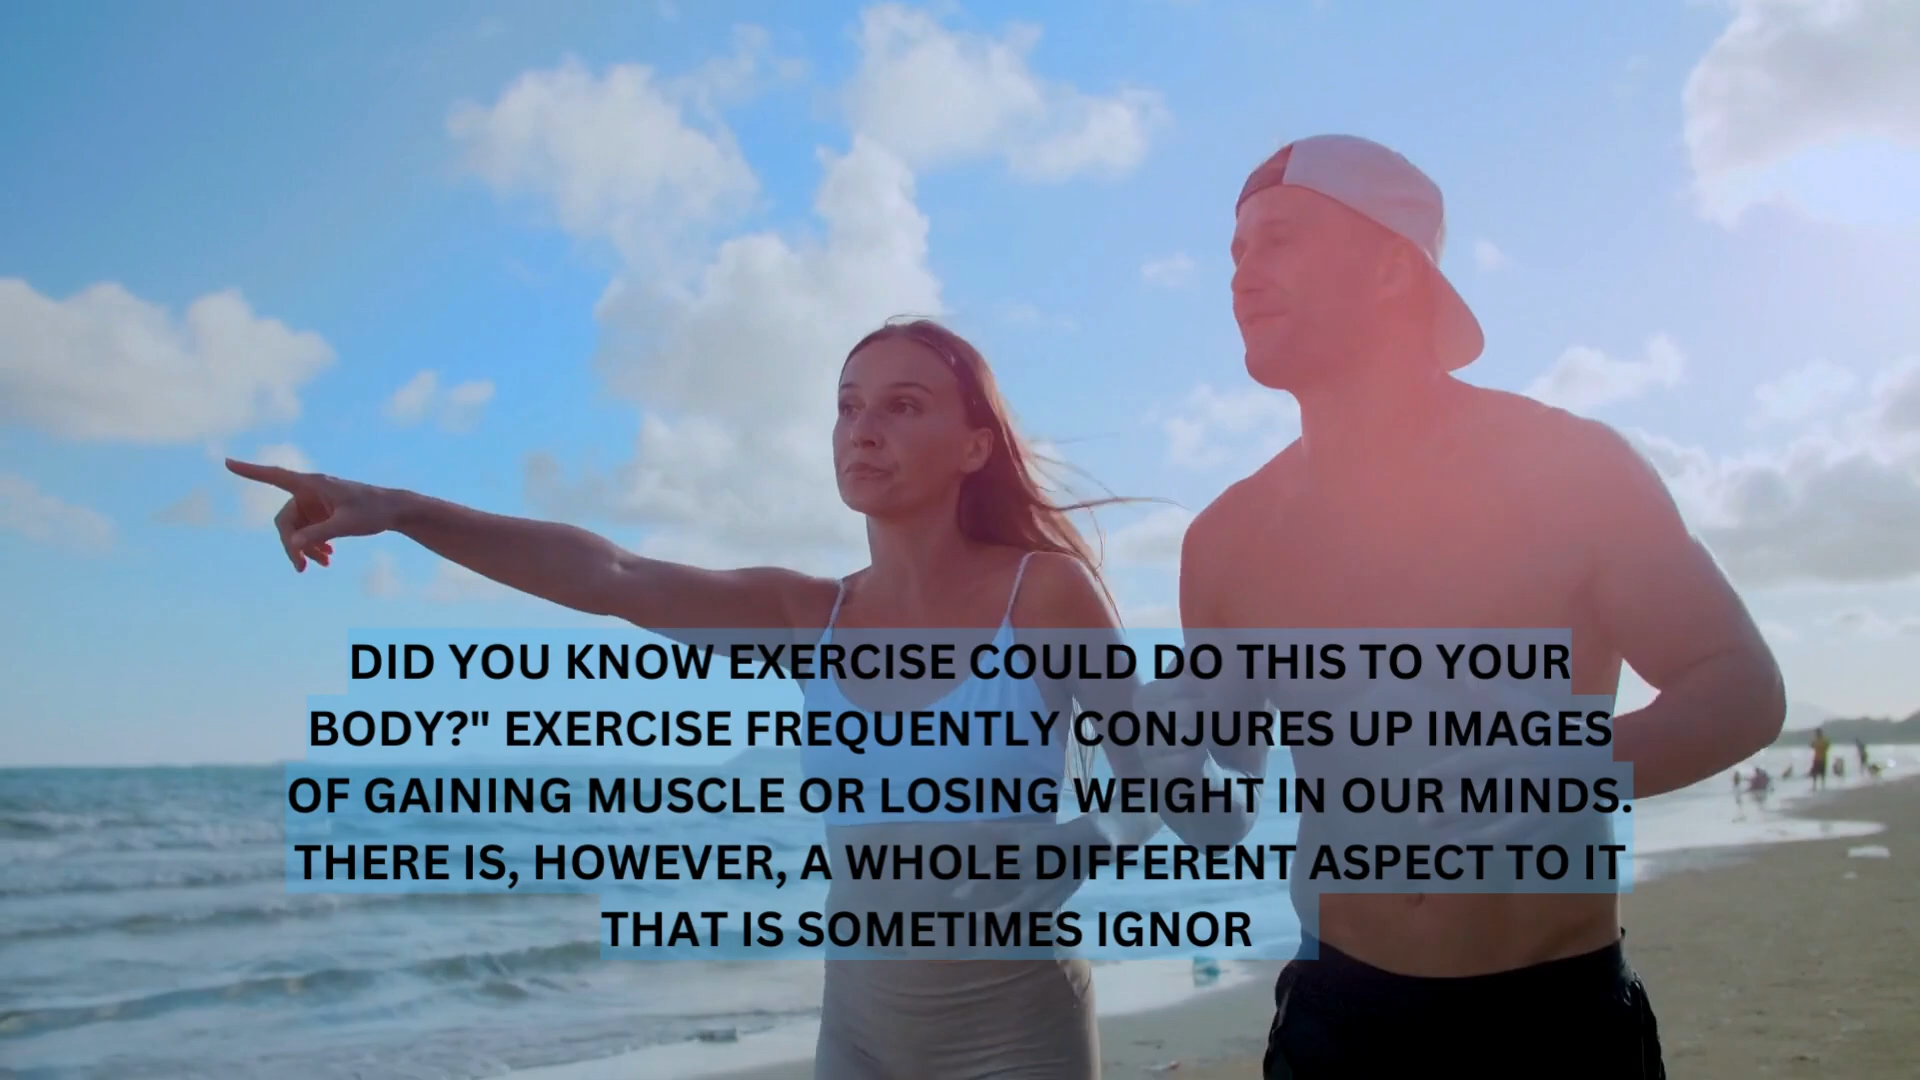 DID YOU KNOW EXERCISE COULD DO THIS TO YOUR
BODY?" EXERCISE FREQUENTLY CONJURES UP IMAGES
OF GAINING MUSCLE OR LOSING WEIGHT IN OUR MINDS.
THERE IS, HOWEVER, A WHOLE DIFFERENT ASPECT TO IT
THAT IS SOMETIMES IGNOR